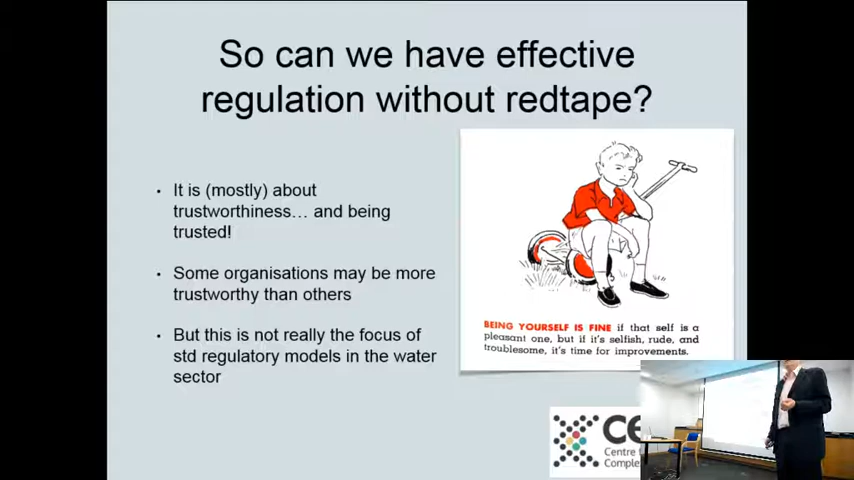 So can we have effective
regulation without redtape?
• It is (mostly) about
trustworthiness… and being
trusted!
• Some organisations may be more
trustworthy than others
• But this is not really the focus of
std regulatory models in the water
sector
BEING YOURSELF IS FINE if that self is a
pleasant one, but if it's selfish, rude, and
troublesome, it's time for improvements.
CE
Centre
Comple